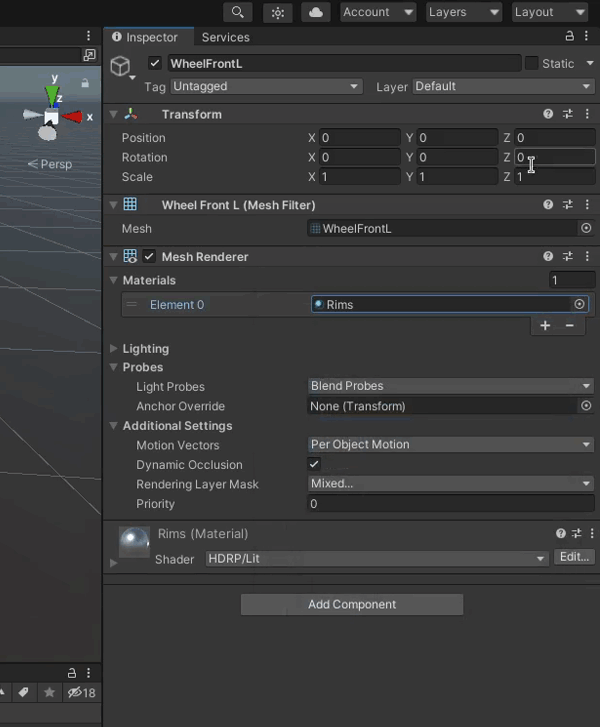 Account Layers Layout
Inspector Services
WheelFrontL Static
Tag Untagged Layer Default
Transform
Position X 0 Y 0 Z 0
Rotation X 0 Y 0 Z 0
Scale X 1 Y 1 Z 1
Wheel Front L (Mesh Filter)
Mesh WheelFrontL
Mesh Renderer
Materials 1
Element 0 Rims
Lighting
Probes
Light Probes Blend Probes
Anchor Override None (Transform)
Additional Settings
Motion Vectors Per Object Motion
Dynamic Occlusion
Rendering Layer Mask Mixed...
Priority 0
Rims (Material)
Shader HDRP/Lit Edit...
Add Component
y
z
x
Persp
18